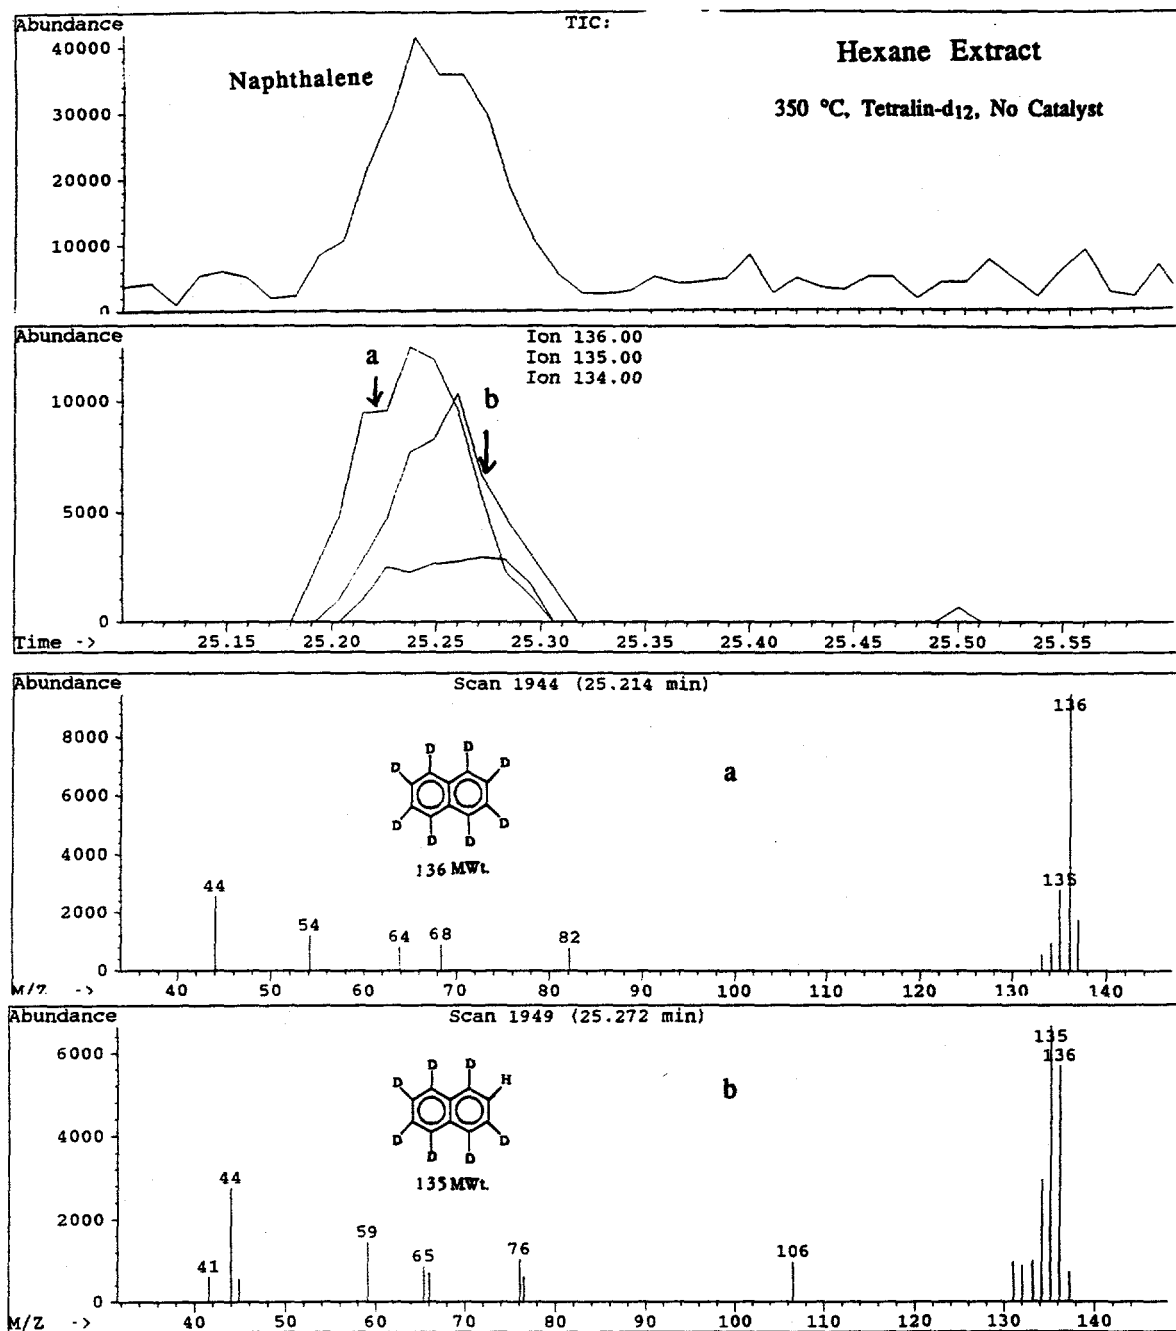 Abundance
TIC:
40000
30000
20000
10000
0
Naphthalene
Hexane Extract
350 °C, Tetralin-d12, No Catalyst
Abundance
Ion 136.00
Ion 135.00
Ion 134.00
a
b
10000
5000
0
Time -> 25.15 25.20 25.25 25.30 25.35 25.40 25.45 25.50 25.55
Abundance
Scan 1944 (25.214 min)
136
8000
6000
4000
2000
0
D D
D D
D D
D D
136 MWt.
a
135
44
54
64
68
82
M/Z -> 40 50 60 70 80 90 100 110 120 130 140
Abundance
Scan 1949 (25.272 min)
135
136
6000
4000
2000
0
D D
D H
D D
D D
135 MWt.
b
44
41
59
65
76
106
M/Z -> 40 50 60 70 80 90 100 110 120 130 140